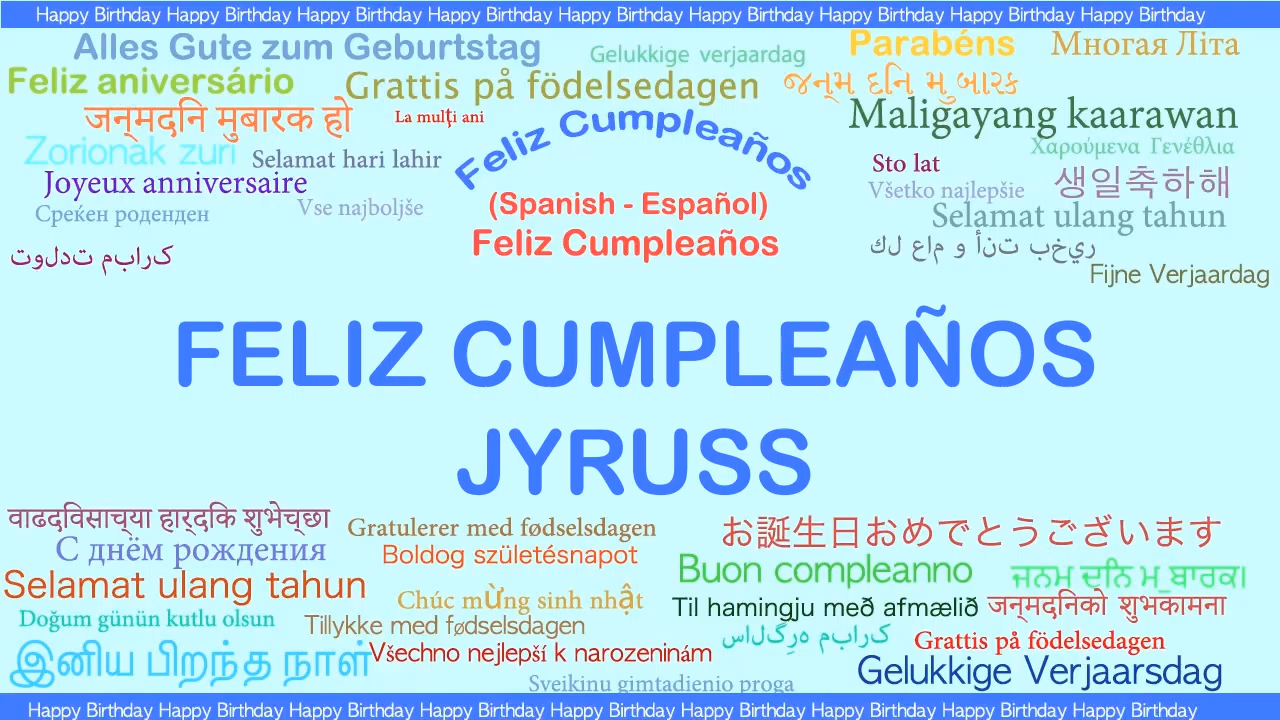 Happy Birthday Happy Birthday Happy Birthday Happy Birthday Happy Birthday Happy Birthday Happy Birthday Happy Birthday Happy Birthday
Alles Gute zum Geburtstag
Gelukkige verjaardag
Parabéns
Многая Літа
Feliz aniversário
Grattis på födelsedagen
જન્મ દિન મુબારક
जन्मदिन मुबारक हो
La mulţi ani
Feliz Cumpleaños
Maligayang kaarawan
Zorionak zuri
Selamat hari lahir
Χαρούμενα Γενέθλια
Sto lat
Joyeux anniversaire
(Spanish - Español)
Všetko najlepšie
생일축하해
Среќен роденден
Vse najboljše
Selamat ulang tahun
Feliz Cumpleaños
تولدت مبارک
كل عام و أنت بخير
Fijne Verjaardag
FELIZ CUMPLEAÑOS
JYRUSS
वाढदिवसाच्या हार्दिक शुभेच्छा
Gratulerer med fødselsdagen
お誕生日おめでとうございます
С днём рождения
Boldog születésnapot
Buon compleanno
ਜਨਮ ਦਿਨ ਮੁਬਾਰਕ।
Selamat ulang tahun
Chúc mừng sinh nhật
Til hamingju með afmælið
जन्मदिनको शुभकामना
Doğum günün kutlu olsun
Tillykke med fødselsdagen
سالگِرہ مبارک
Grattis på födelsedagen
இனிய பிறந்த நாள்
Všechno nejlepší k narozeninám
Gelukkige Verjaarsdag
Sveikinu gimtadienio proga
Happy Birthday Happy Birthday Happy Birthday Happy Birthday Happy Birthday Happy Birthday Happy Birthday Happy Birthday Happy Birthday